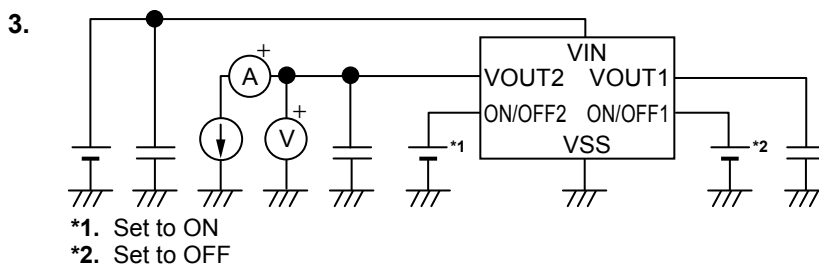 3.
VIN
+
A
VOUT2 VOUT1
+
ON/OFF2 ON/OFF1
V
*1 VSS *2
*1. Set to ON
*2. Set to OFF